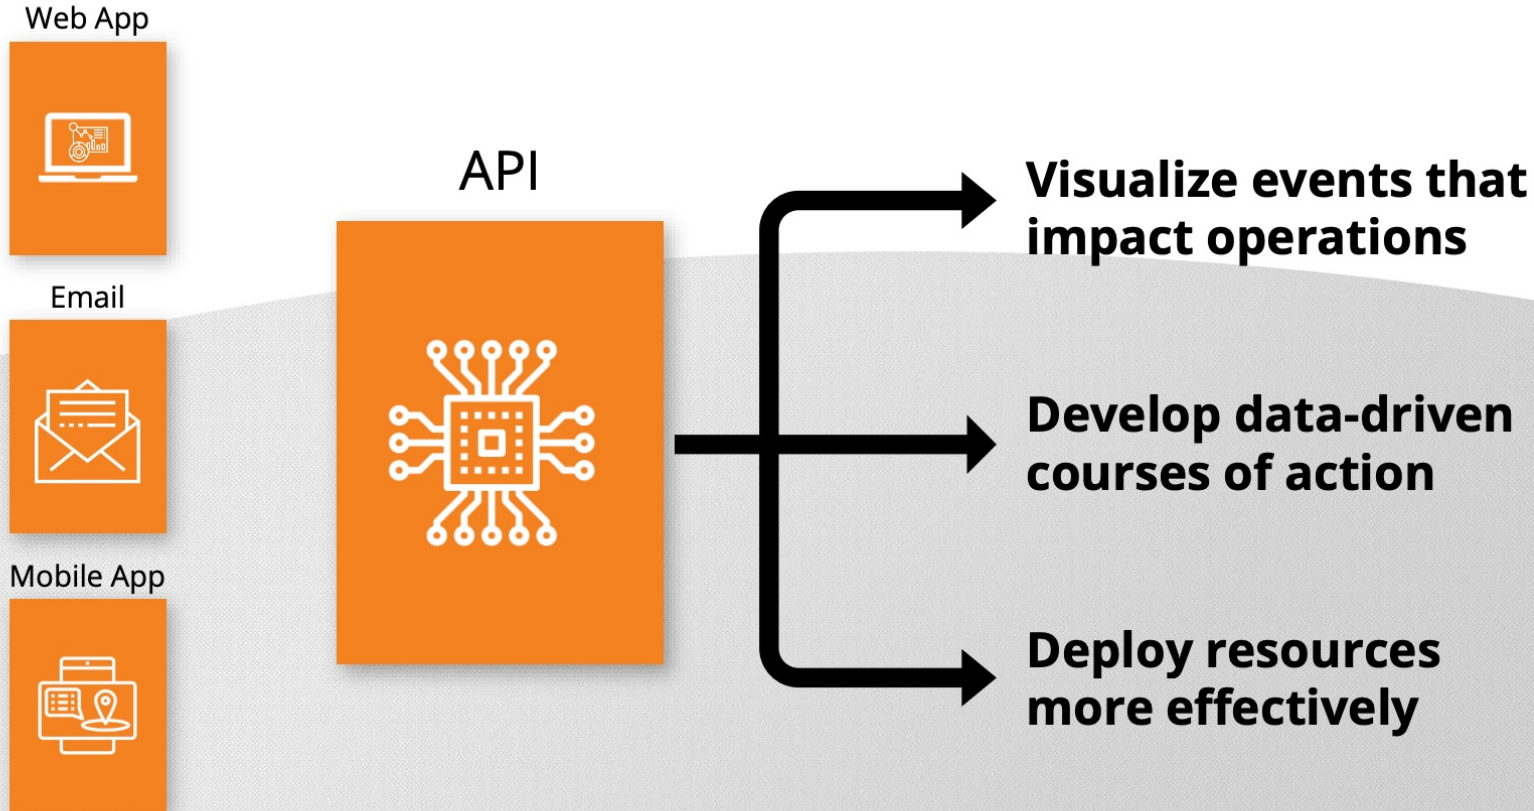 Web App
Email
Mobile App
API
Visualize events that
impact operations
Develop data-driven
courses of action
Deploy resources
more effectively